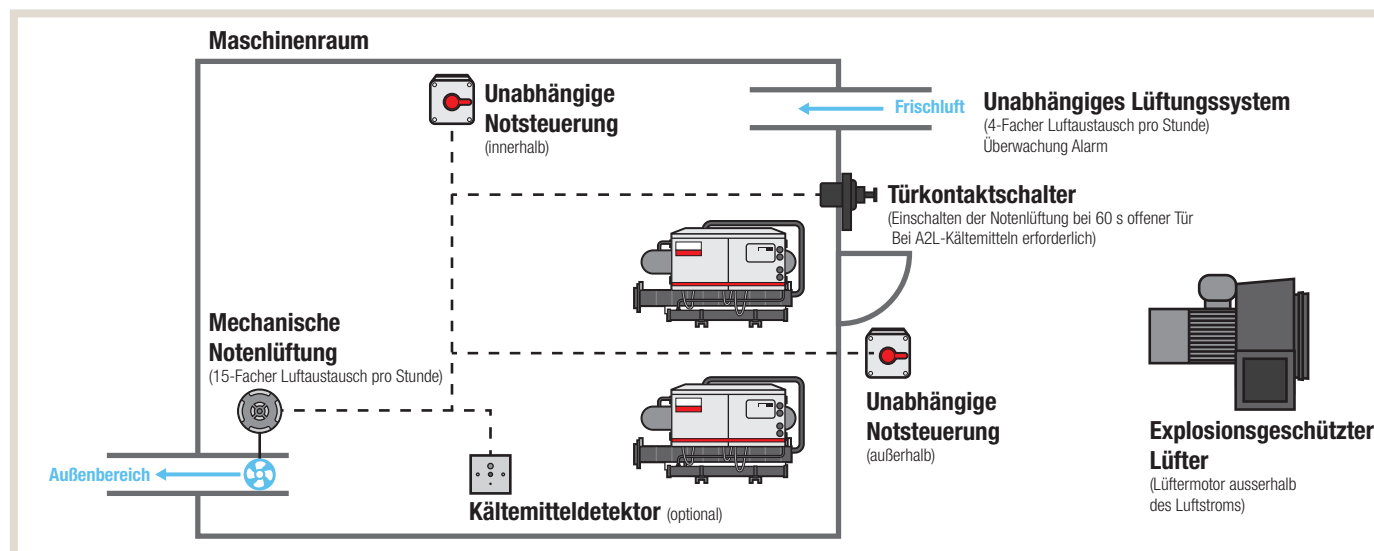 Maschinenraum
Unabhängige
Notsteuerung
(innerhalb)
Frischluft
Unabhängiges Lüftungssystem
(4-Facher Luftaustausch pro Stunde)
Überwachung Alarm
Türkontaktschalter
(Einschalten der Notenlüftung bei 60 s offener Tür
Bei A2L-Kältemitteln erforderlich)
Mechanische
Notenlüftung
(15-Facher Luftaustausch pro Stunde)
Unabhängige
Notsteuerung
(außerhalb)
Explosionsgeschützter
Lüfter
(Lüftermotor ausserhalb
des Luftstroms)
Außenbereich
Kältemitteldetektor (optional)